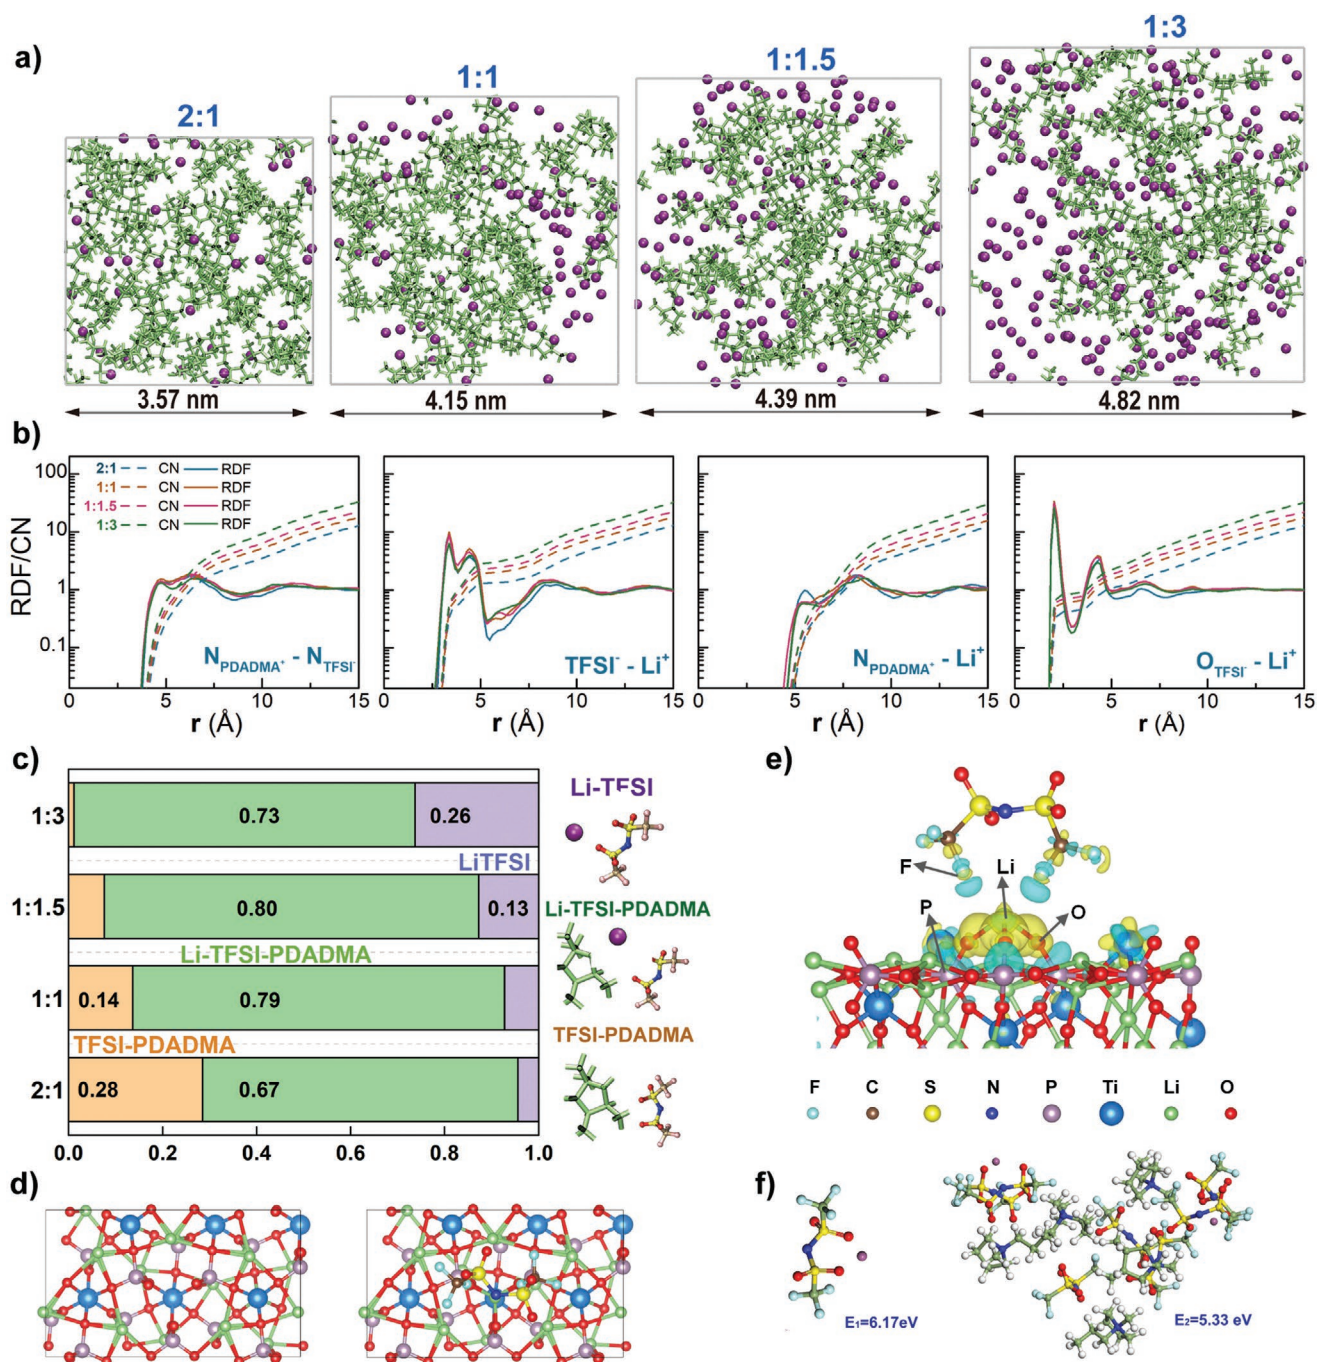 a)
2:1
1:1
1:1.5
1:3
3.57 nm
4.15 nm
4.39 nm
4.82 nm
b)
RDF/CN
100
10
1
0.1
2:1 CN RDF
1:1 CN RDF
1:1.5 CN RDF
1:3 CN RDF
N PDADMA⁺ - N TFSI⁻
TFSI⁻ - Li⁺
N PDADMA⁺ - Li⁺
O TFSI⁻ - Li⁺
0 5 10 15
0 5 10 15
0 5 10 15
0 5 10 15
r (Å)
r (Å)
r (Å)
r (Å)
c)
1:3
0.73
0.26
LiTFSI
1:1.5
0.80
0.13
Li-TFSI-PDADMA
1:1
0.14
0.79
TFSI-PDADMA
2:1
0.28
0.67
0.0 0.2 0.4 0.6 0.8 1.0
Li-TFSI
Li-TFSI-PDADMA
TFSI-PDADMA
d)
e)
F
Li
P
O
F C S N P Ti Li O
f)
E₁=6.17eV
E₂=5.33 eV